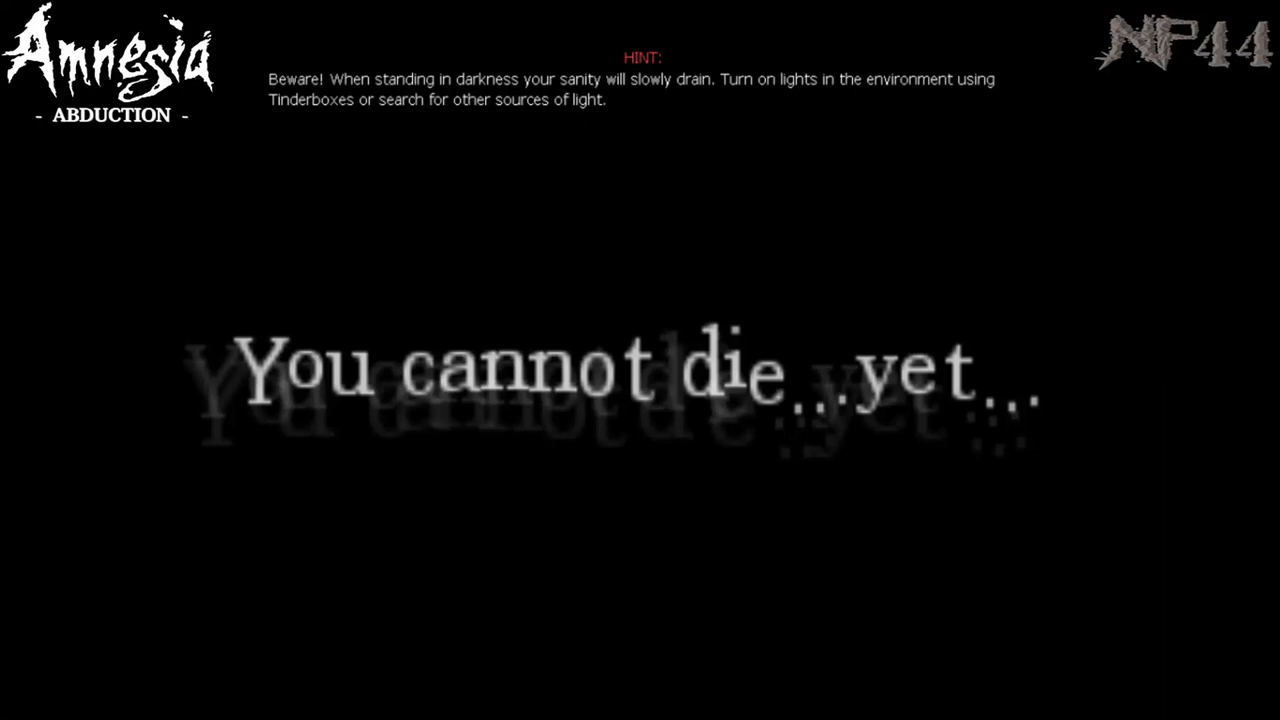 Amnesia
- ABDUCTION -
NP44
HINT:
Beware! When standing in darkness your sanity will slowly drain. Turn on lights in the environment using
Tinderboxes or search for other sources of light.
You cannot die...yet...